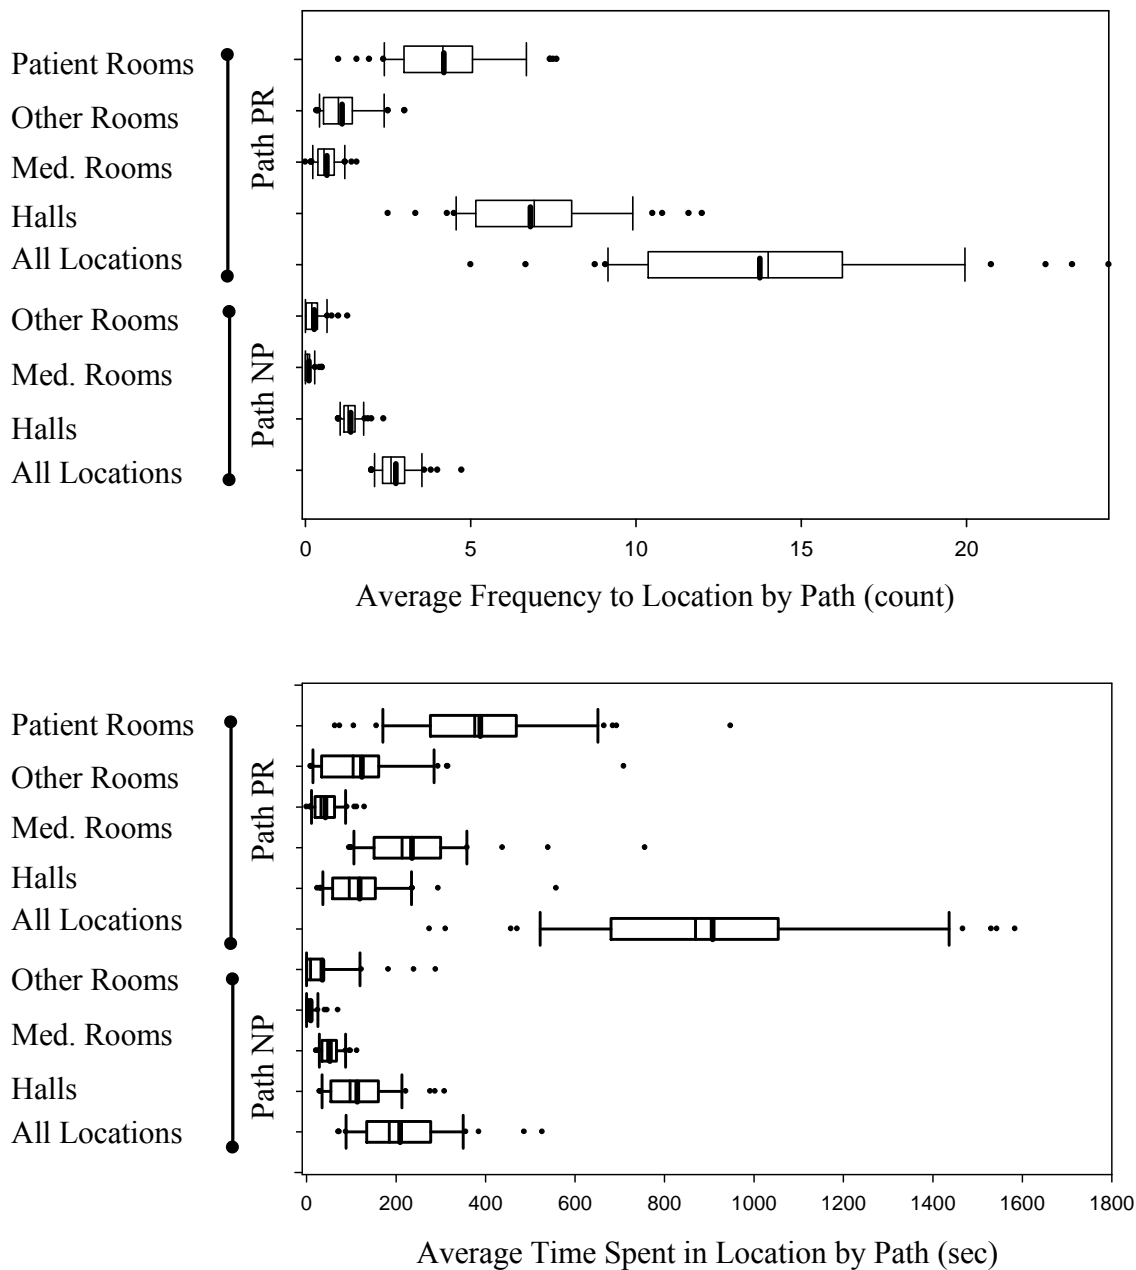 Patient Rooms
Other Rooms
Med. Rooms
Halls
All Locations
Path PR
Other Rooms
Med. Rooms
Halls
All Locations
Path NP
0 5 10 15 20
Average Frequency to Location by Path (count)
Patient Rooms
Other Rooms
Med. Rooms
Halls
All Locations
Path PR
Other Rooms
Med. Rooms
Halls
All Locations
Path NP
0 200 400 600 800 1000 1200 1400 1600 1800
Average Time Spent in Location by Path (sec)